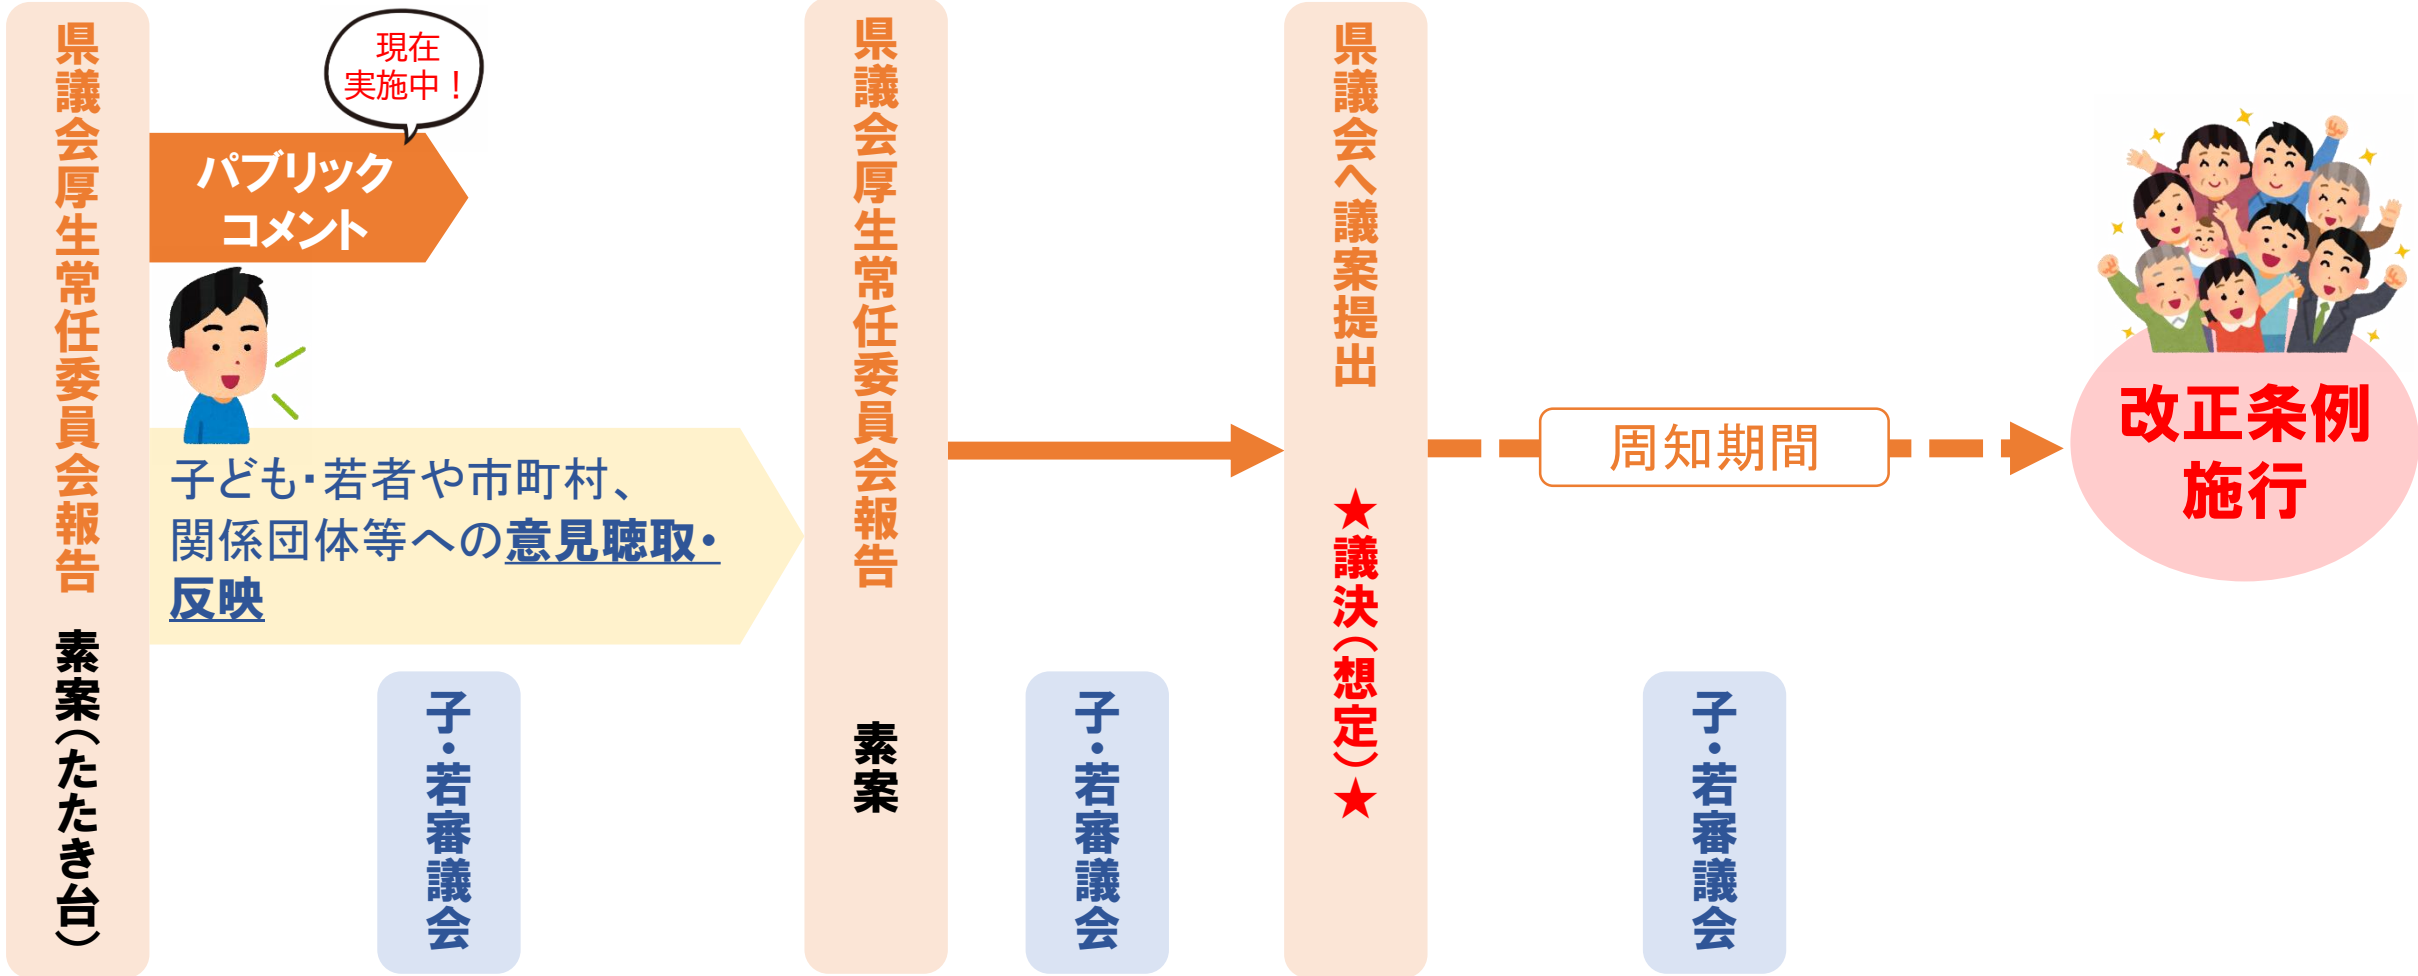 県議会厚生常任委員会報告　素案（たたき台）
現在
実施中！
パブリック
コメント
子ども・若者や市町村、
関係団体等への意見聴取・
反映
子・若審議会
県議会厚生常任委員会報告　素案
子・若審議会
県議会へ議案提出　★議決（想定）★
周知期間
子・若審議会
改正条例
施行